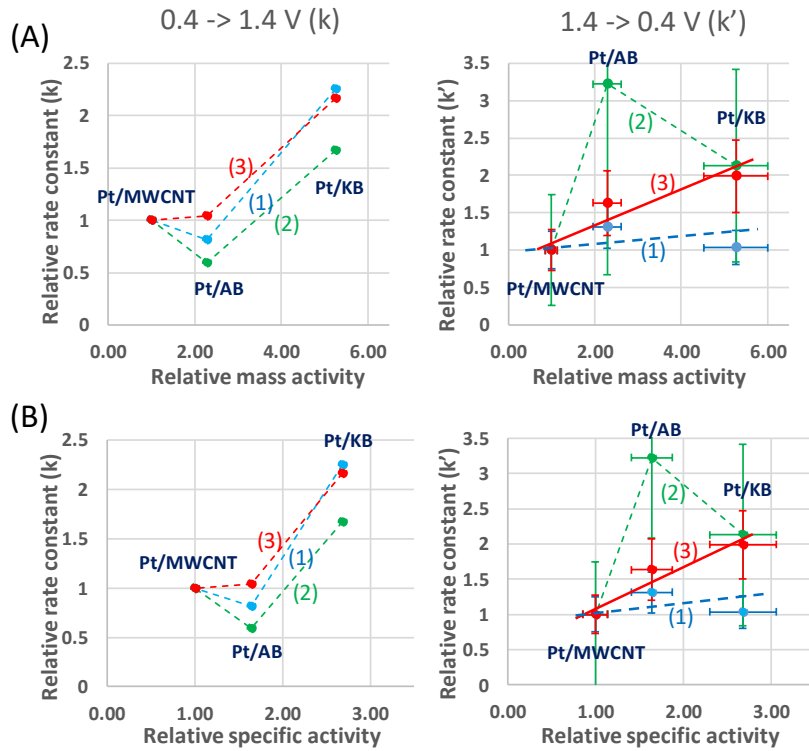 0.4 -> 1.4 V (k)
1.4 -> 0.4 V (k’)
(A)
Relative rate constant (k)
2.5
2
1.5
1
0.5
0
Pt/MWCNT
(3)
(1)
(2)
Pt/KB
Pt/AB
0.00 2.00 4.00 6.00
Relative mass activity
Relative rate constant (k’)
3.5
3
2.5
2
1.5
1
0.5
0
Pt/AB
(2)
Pt/KB
(3)
(1)
Pt/MWCNT
0.00 2.00 4.00 6.00
Relative mass activity
(B)
Relative rate constant (k)
2.5
2
1.5
1
0.5
0
Pt/KB
Pt/MWCNT
(3)
(1)
(2)
Pt/AB
0.00 1.00 2.00 3.00
Relative specific activity
Relative rate constant (k’)
3.5
3
2.5
2
1.5
1
0.5
0
Pt/AB
(2)
Pt/KB
(3)
(1)
Pt/MWCNT
0.00 1.00 2.00 3.00
Relative specific activity